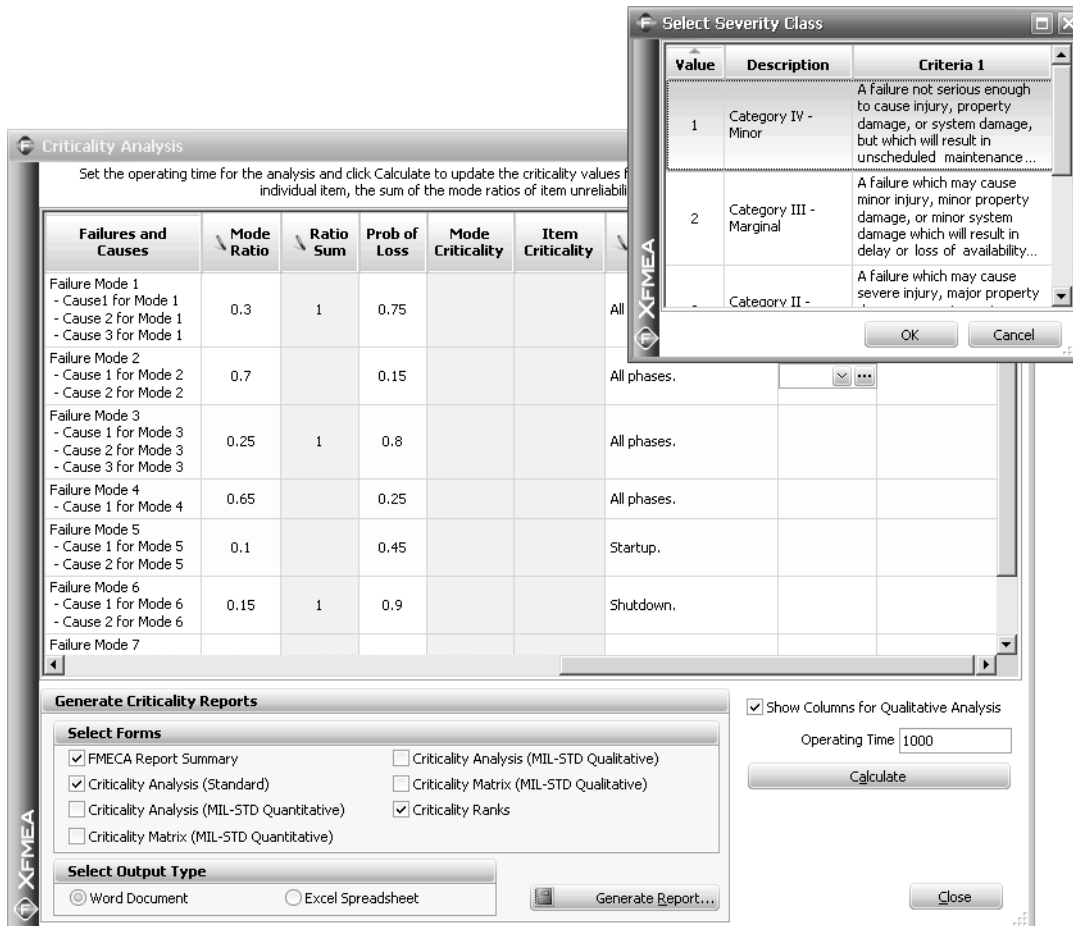 Select Severity Class
Value Description Criteria 1
1
Category IV -
Minor
A failure not serious enough
to cause injury, property
damage, or system damage,
but which will result in
unscheduled maintenance ...
2
Category III -
Marginal
A failure which may cause
minor injury, minor property
damage, or minor system
damage which will result in
delay or loss of availability...
Category II -
A failure which may cause
severe injury, major property
OK Cancel
XFMEA
Criticality Analysis
Set the operating time for the analysis and click Calculate to update the criticality values
individual item, the sum of the mode ratios of item
Failures and
Causes
Mode
Ratio
Ratio
Sum
Prob of
Loss
Mode
Criticality
Item
Criticality
Failure Mode 1
- Cause1 for Mode 1
- Cause 2 for Mode 1
- Cause 3 for Mode 1
0.3 1 0.75 All
Failure Mode 2
- Cause 1 for Mode 2
- Cause 2 for Mode 2
0.7 0.15 All phases.
Failure Mode 3
- Cause 1 for Mode 3
- Cause 2 for Mode 3
- Cause 3 for Mode 3
0.25 1 0.8 All phases.
Failure Mode 4
- Cause 1 for Mode 4
0.65 0.25 All phases.
Failure Mode 5
- Cause 1 for Mode 5
- Cause 2 for Mode 5
0.1 0.45 Startup.
Failure Mode 6
- Cause 1 for Mode 6
- Cause 2 for Mode 6
0.15 1 0.9 Shutdown.
Failure Mode 7
Generate Criticality Reports
Select Forms
FMECA Report Summary
Criticality Analysis (Standard)
Criticality Analysis (MIL-STD Quantitative)
Criticality Matrix (MIL-STD Quantitative)
Criticality Analysis (MIL-STD Qualitative)
Criticality Matrix (MIL-STD Qualitative)
Criticality Ranks
Select Output Type
Word Document
Excel Spreadsheet
Generate Report...
Show Columns for Qualitative Analysis
Operating Time 1000
Calculate
Close
XFMEA